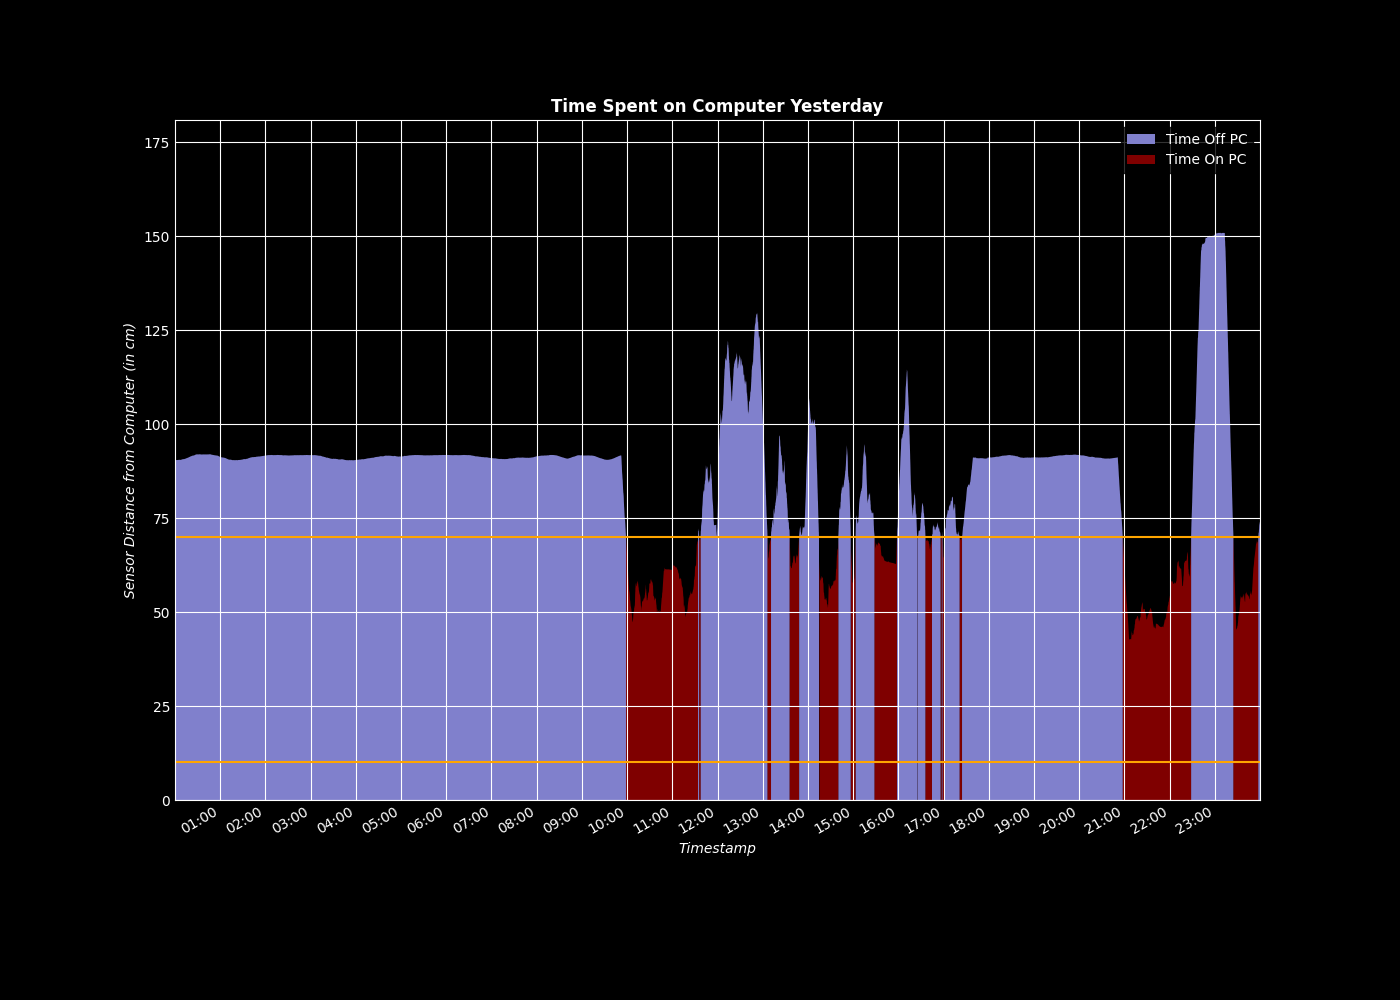 Time Spent on Computer Yesterday
Time Off PC
Time On PC
175
150
125
100
75
50
25
0
Sensor Distance from Computer (in cm)
01:00 02:00 03:00 04:00 05:00 06:00 07:00 08:00 09:00 10:00 11:00 12:00 13:00 14:00 15:00 16:00 17:00 18:00 19:00 20:00 21:00 22:00 23:00
Timestamp